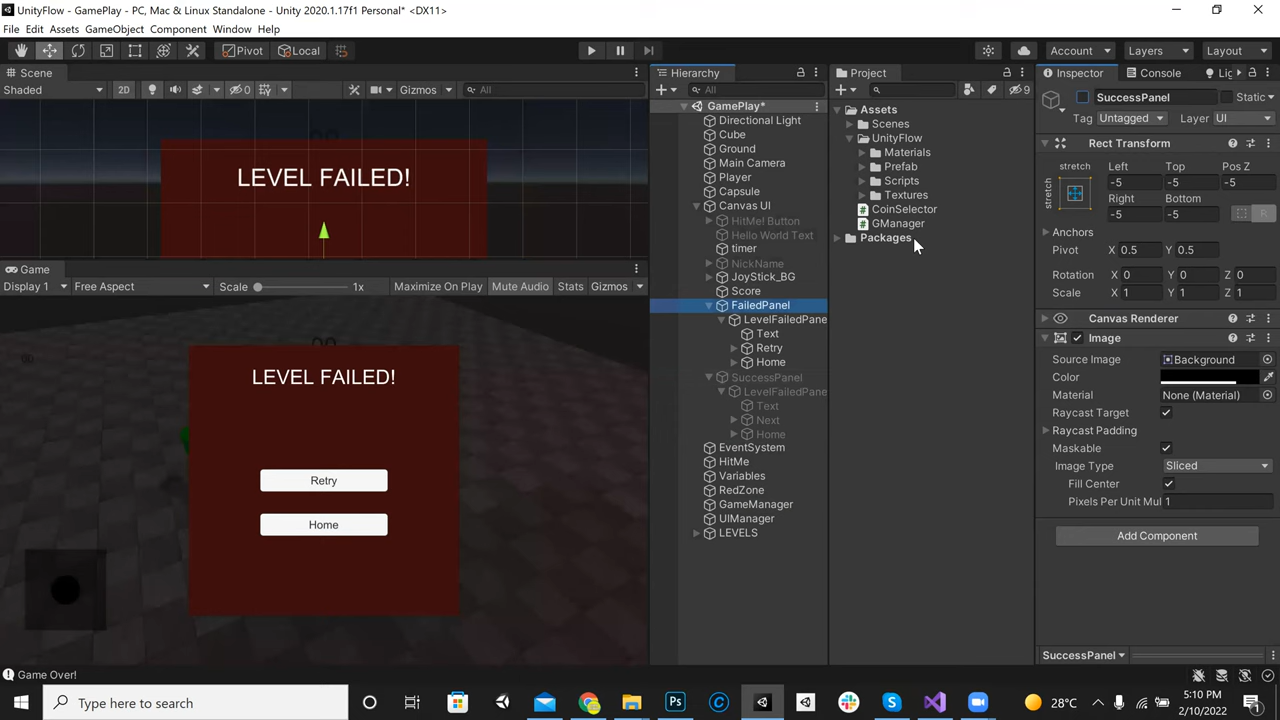 UnityFlow - GamePlay - PC, Mac & Linux Standalone - Unity 2020.1.17f1 Personal* <DX11>
File Edit Assets GameObject Component Window Help
Pivot Local Account Layers Layout
Scene
Shaded 2D 0 Gizmos All
LEVEL FAILED!
Game
Display 1 Free Aspect Scale 1x Maximize On Play Mute Audio Stats Gizmos
LEVEL FAILED!
Retry
Home
Hierarchy
All
GamePlay*
Directional Light
Cube
Ground
Main Camera
Player
Capsule
Canvas UI
HitMe! Button
Hello World Text
timer
NickName
JoyStick_BG
Score
FailedPanel
LevelFailedPane
Text
Retry
Home
SuccessPanel
LevelFailedPane
Text
Next
Home
EventSystem
HitMe
Variables
RedZone
GameManager
UIManager
LEVELS
Project
9
Assets
Scenes
UnityFlow
Materials
Prefab
Scripts
Textures
CoinSelector
GManager
Packages
Inspector Console Lig
SuccessPanel Static
Tag Untagged Layer UI
Rect Transform
stretch Left Top Pos Z
stretch -5 -5 -5
Right Bottom
-5 -5 R
Anchors
Pivot X 0.5 Y 0.5
Rotation X 0 Y 0 Z 0
Scale X 1 Y 1 Z 1
Canvas Renderer
Image
Source Image Background
Color
Material None (Material)
Raycast Target
Raycast Padding
Maskable
Image Type Sliced
Fill Center
Pixels Per Unit Mul 1
Add Component
SuccessPanel
Game Over!
Type here to search
28°C
5:10 PM
2/10/2022